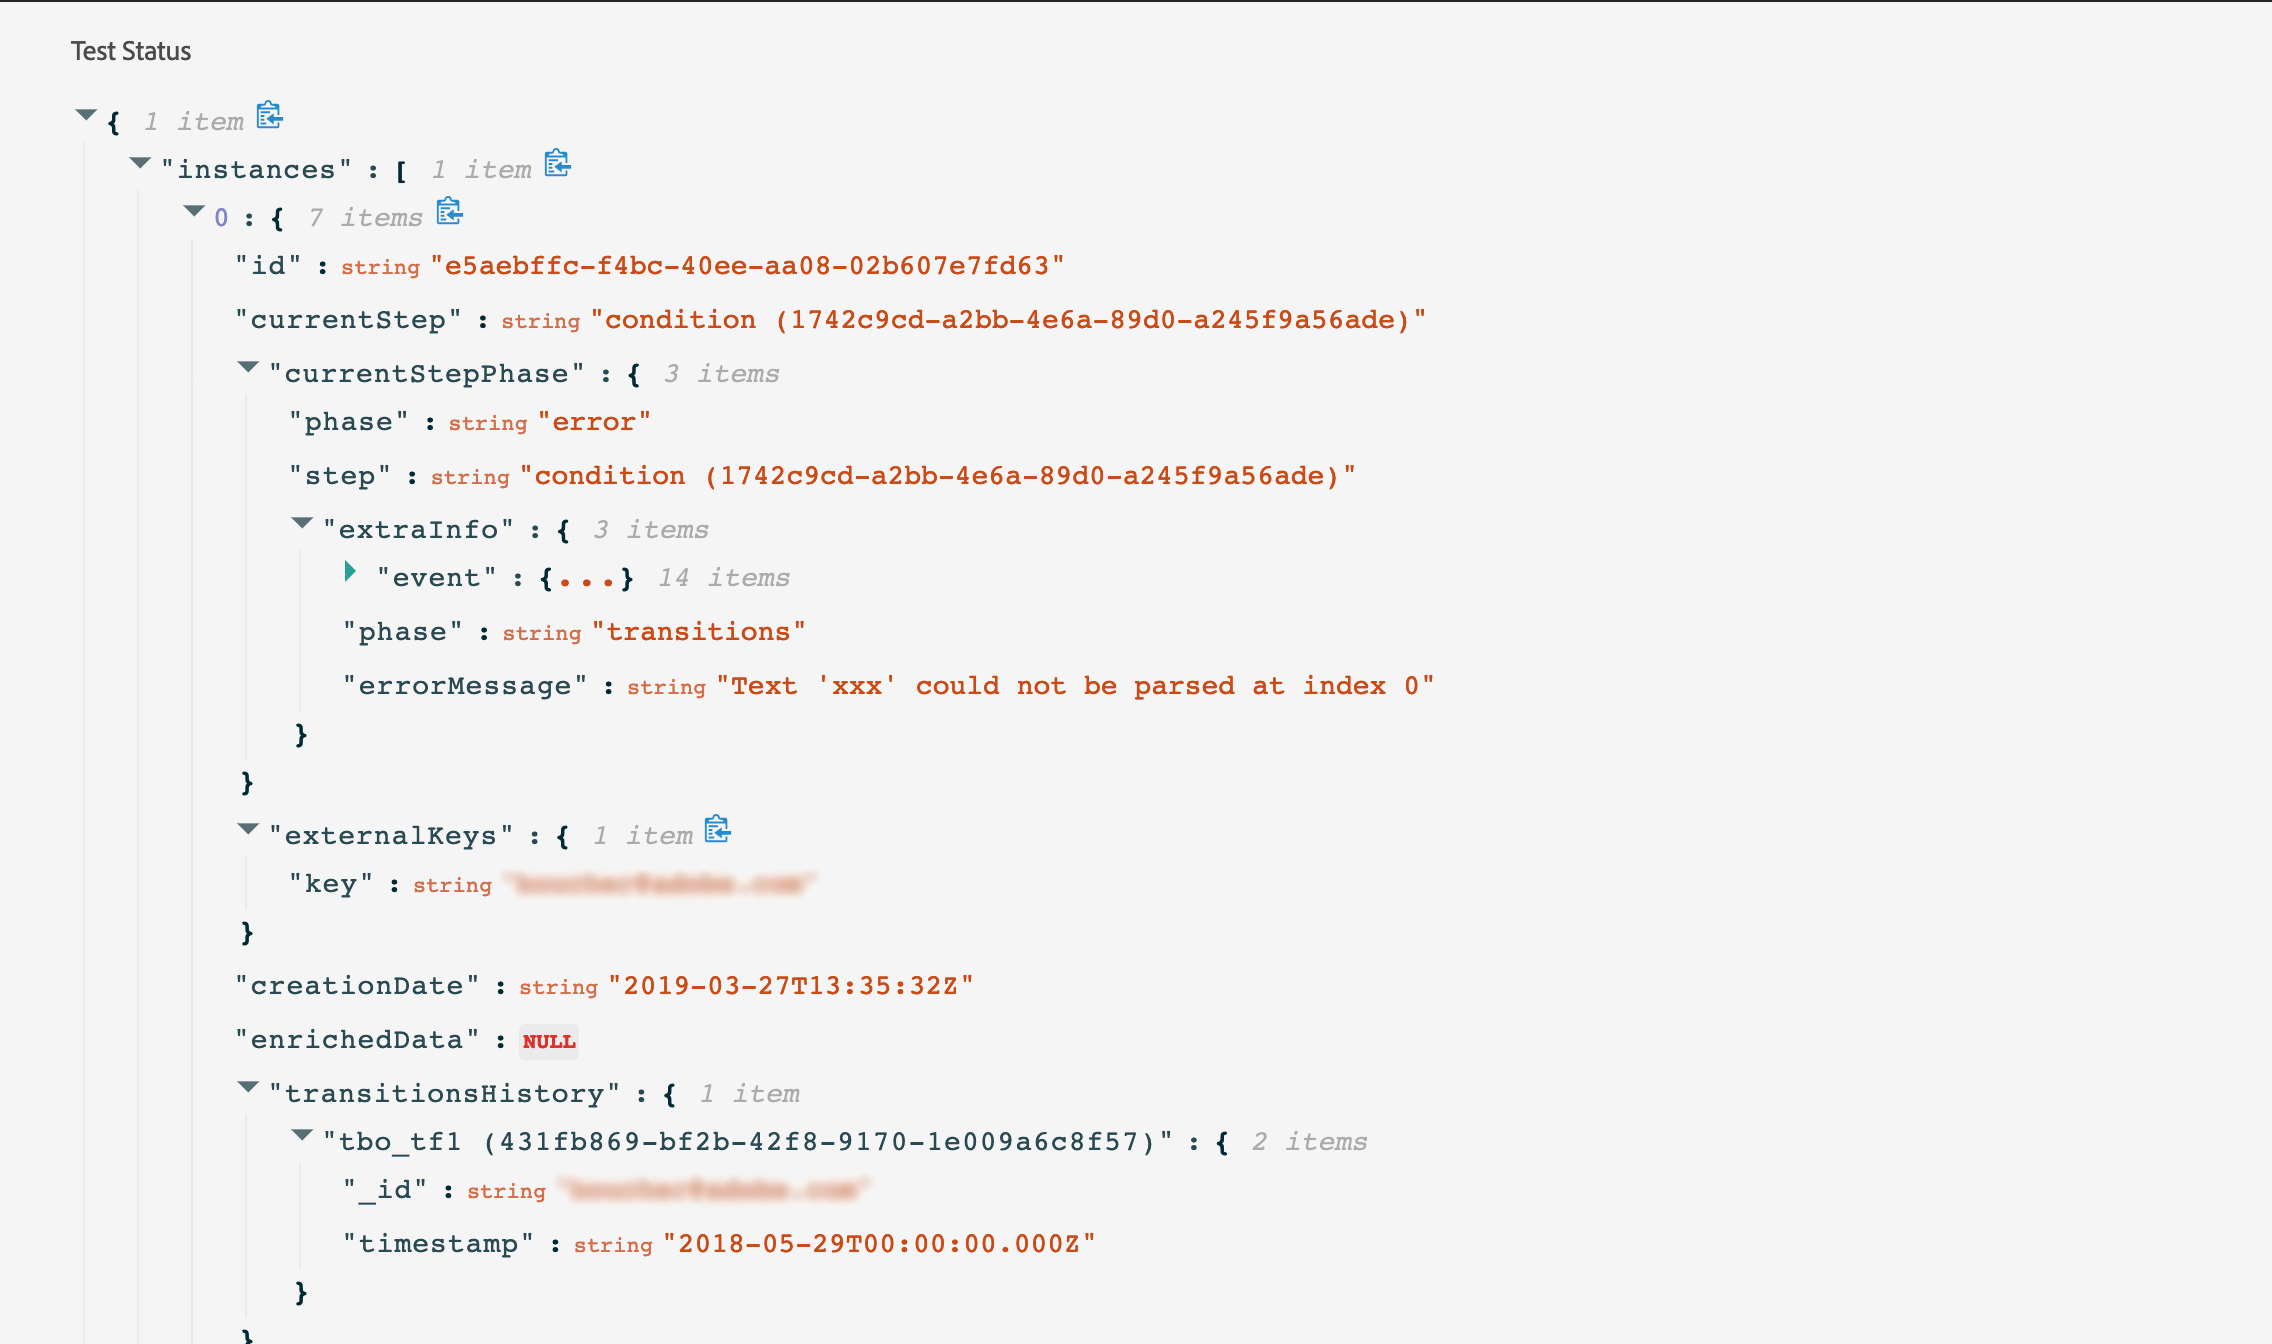 Test Status
{ 1 item
"instances" : [ 1 item
0 : { 7 items
"id" : string "e5aebffc-f4bc-40ee-aa08-02b607e7fd63"
"currentStep" : string "condition (1742c9cd-a2bb-4e6a-89d0-a245f9a56ade)"
"currentStepPhase" : { 3 items
"phase" : string "error"
"step" : string "condition (1742c9cd-a2bb-4e6a-89d0-a245f9a56ade)"
"extraInfo" : { 3 items
"event" : {...} 14 items
"phase" : string "transitions"
"errorMessage" : string "Text 'xxx' could not be parsed at index 0"
}
}
"externalKeys" : { 1 item
"key" : string
}
"creationDate" : string "2019-03-27T13:35:32Z"
"enrichedData" : NULL
"transitionsHistory" : { 1 item
"tbo_tf1 (431fb869-bf2b-42f8-9170-1e009a6c8f57)" : { 2 items
"_id" : string
"timestamp" : string "2018-05-29T00:00:00.000Z"
}
}